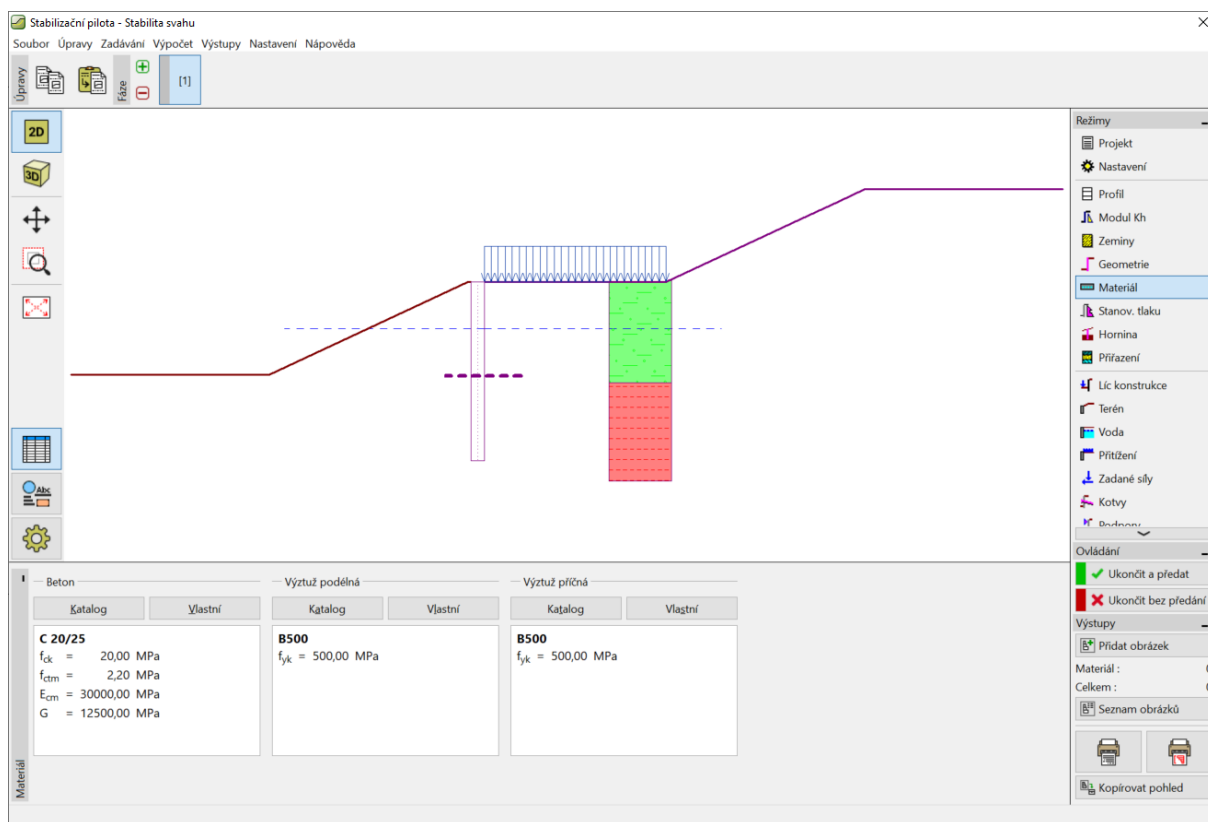 Stabilizační pilota - Stabilita svahu
Soubor Úpravy Zadávání Výpočet Výstupy Nastavení Nápověda
Úpravy
Fáze
[1]
2D
3D
Abc
Režimy
Projekt
Nastavení
Profil
Modul Kh
Zeminy
Geometrie
Materiál
Stanov. tlaku
Hornina
Přiřazení
Líc konstrukce
Terén
Voda
Přitížení
Zadané síly
Kotvy
Podpory
Ovládání
Ukončit a předat
Ukončit bez předání
Výstupy
Přidat obrázek
Materiál : 0
Celkem : 0
Seznam obrázků
Kopírovat pohled
Materiál
Beton
Katalog Vlastní
C 20/25
fck = 20,00 MPa
fctm = 2,20 MPa
Ecm = 30000,00 MPa
G = 12500,00 MPa
Výztuž podélná
Katalog Vlastní
B500
fyk = 500,00 MPa
Výztuž příčná
Katalog Vlastní
B500
fyk = 500,00 MPa